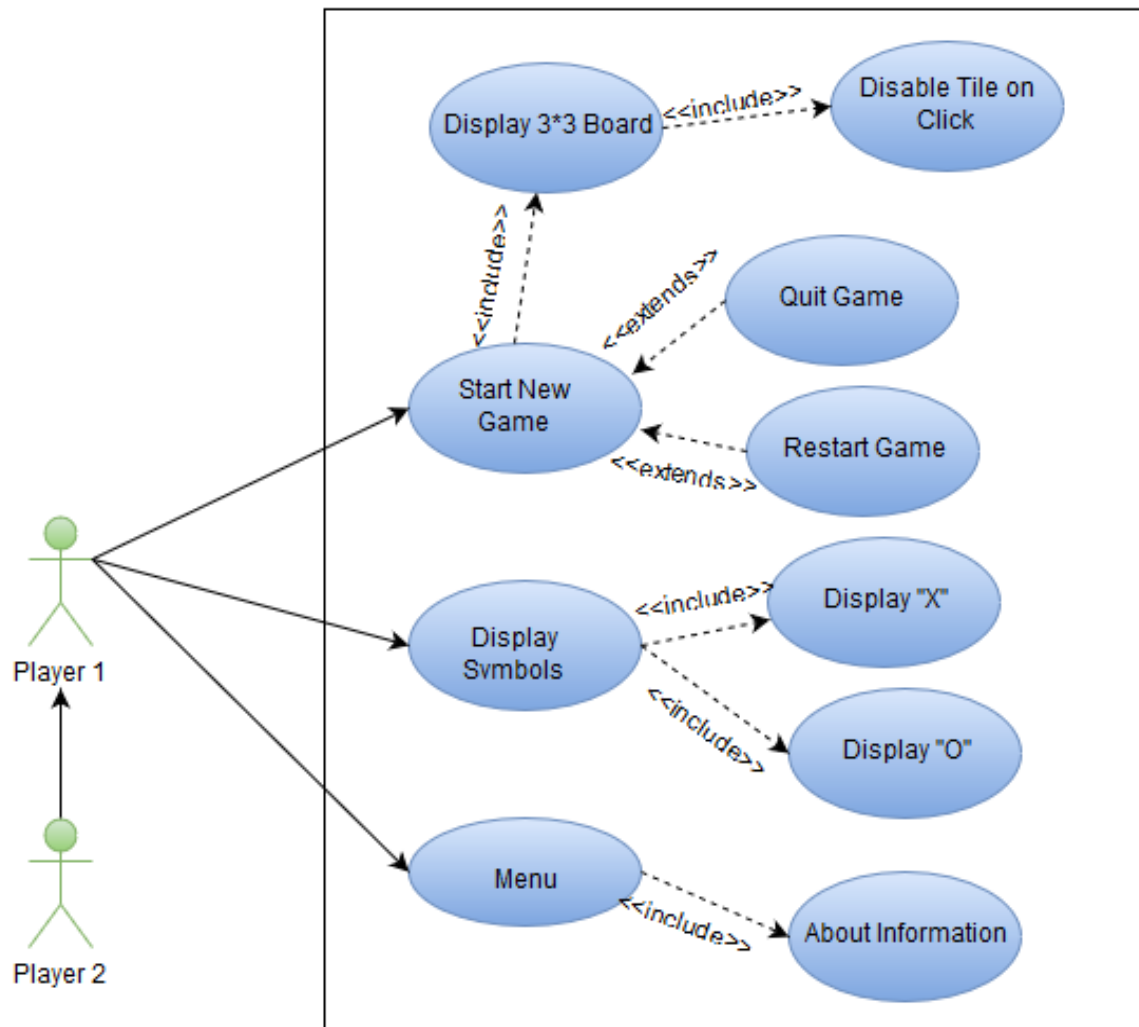 Display 3*3 Board
<<include>>
Disable Tile on
Click
<<include>>
<<extends>>
Quit Game
Start New
Game
<<extends>>
Restart Game
Player 1
Display
Symbols
<<include>>
Display "X"
<<include>>
Display "O"
Player 2
Menu
<<include>>
About Information